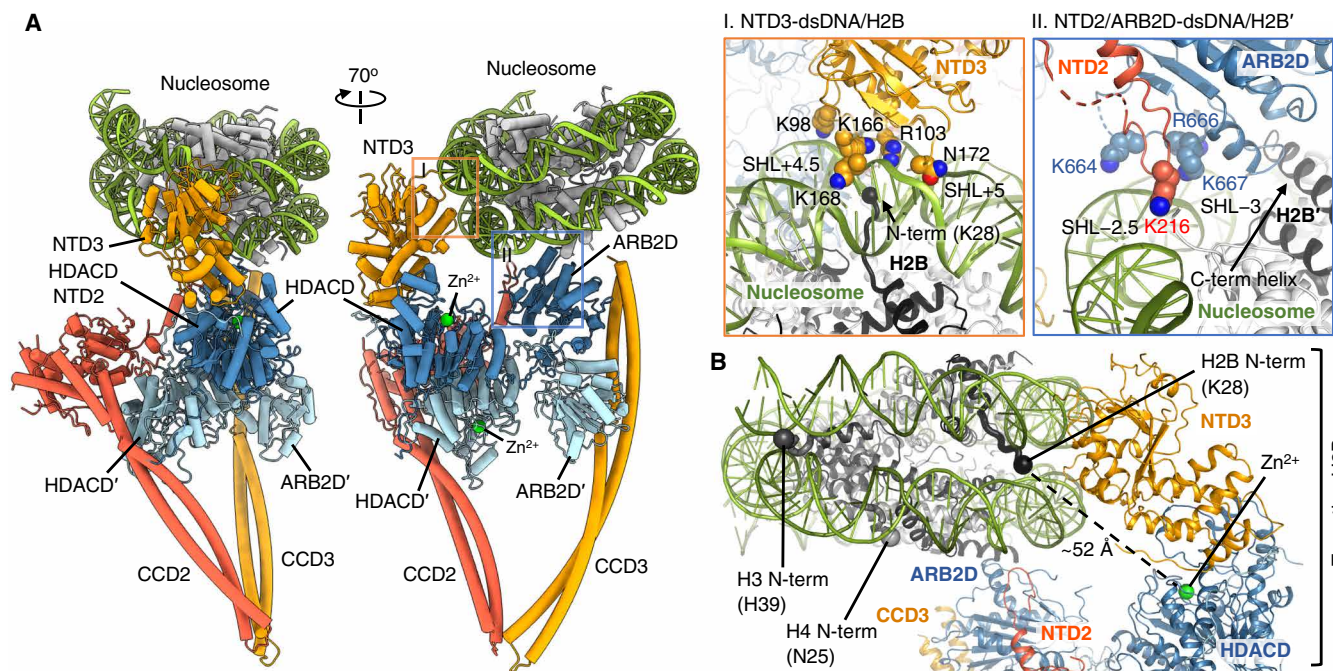 A
Nucleosome
70º
Nucleosome
NTD3
I
NTD3
HDACD
NTD2
HDACD
Zn2+
II
ARB2D
Zn2+
HDACD′
ARB2D′
HDACD′
ARB2D′
CCD2
CCD3
CCD2
CCD3
I. NTD3-dsDNA/H2B
NTD3
K98
K166
R103
N172
SHL+4.5
SHL+5
K168
N-term (K28)
H2B
Nucleosome
II. NTD2/ARB2D-dsDNA/H2B′
NTD2
ARB2D
R666
K664
K667
SHL–3
H2B′
SHL–2.5
K216
C-term helix
Nucleosome
B
H2B N-term
(K28)
NTD3
Zn2+
~52 Å
H3 N-term
(H39)
ARB2D
CCD3
H4 N-term
(N25)
NTD2
HDACD